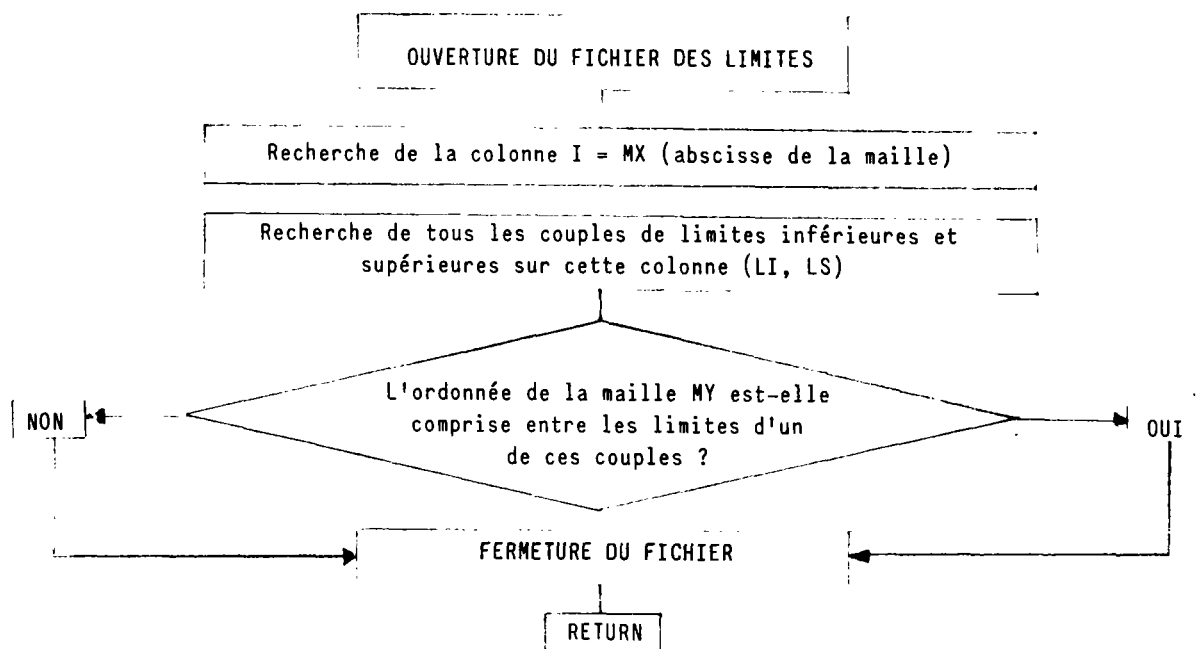 OUVERTURE DU FICHIER DES LIMITES
Recherche de la colonne I = MX (abscisse de la maille)
Recherche de tous les couples de limites inférieures et
supérieures sur cette colonne (LI, LS)
L'ordonnée de la maille MY est-elle
comprise entre les limites d'un
de ces couples ?
NON
OUI
FERMETURE DU FICHIER
RETURN